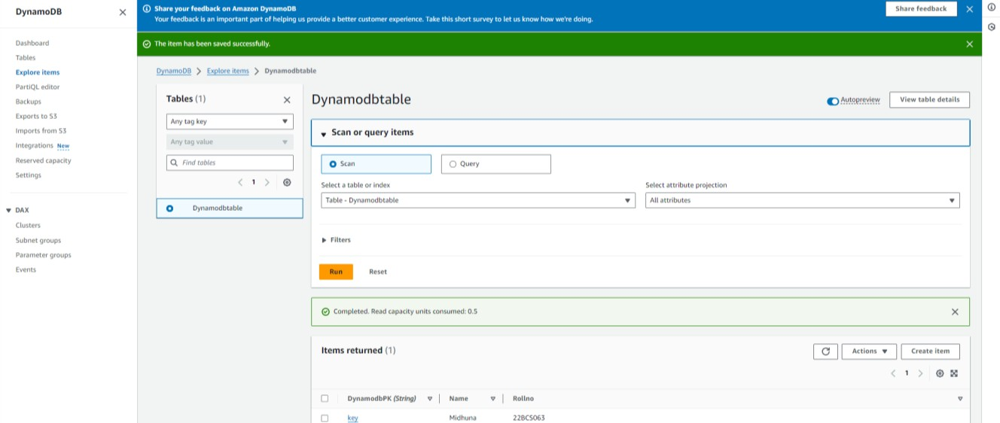 DynamoDB
Dashboard
Tables
Explore items
PartiQL editor
Backups
Exports to S3
Imports from S3
Integrations New
Reserved capacity
Settings
DAX
Clusters
Subnet groups
Parameter groups
Events
Share your feedback on Amazon DynamoDB
Your feedback is an important part of helping us provide a better customer experience. Take this short survey to let us know how we're doing.
Share feedback
The item has been saved successfully.
DynamoDB > Explore items > Dynamodbtable
Tables (1)
Any tag key
Any tag value
Find tables
1
Dynamodbtable
Dynamodbtable
Autopreview
View table details
Scan or query items
Scan
Query
Select a table or index
Table - Dynamodbtable
Select attribute projection
All attributes
Filters
Run
Reset
Completed. Read capacity units consumed: 0.5
Items returned (1)
Actions
Create item
1
DynamodbPK (String)
Name
Rollno
key
Midhuna
22BCS063